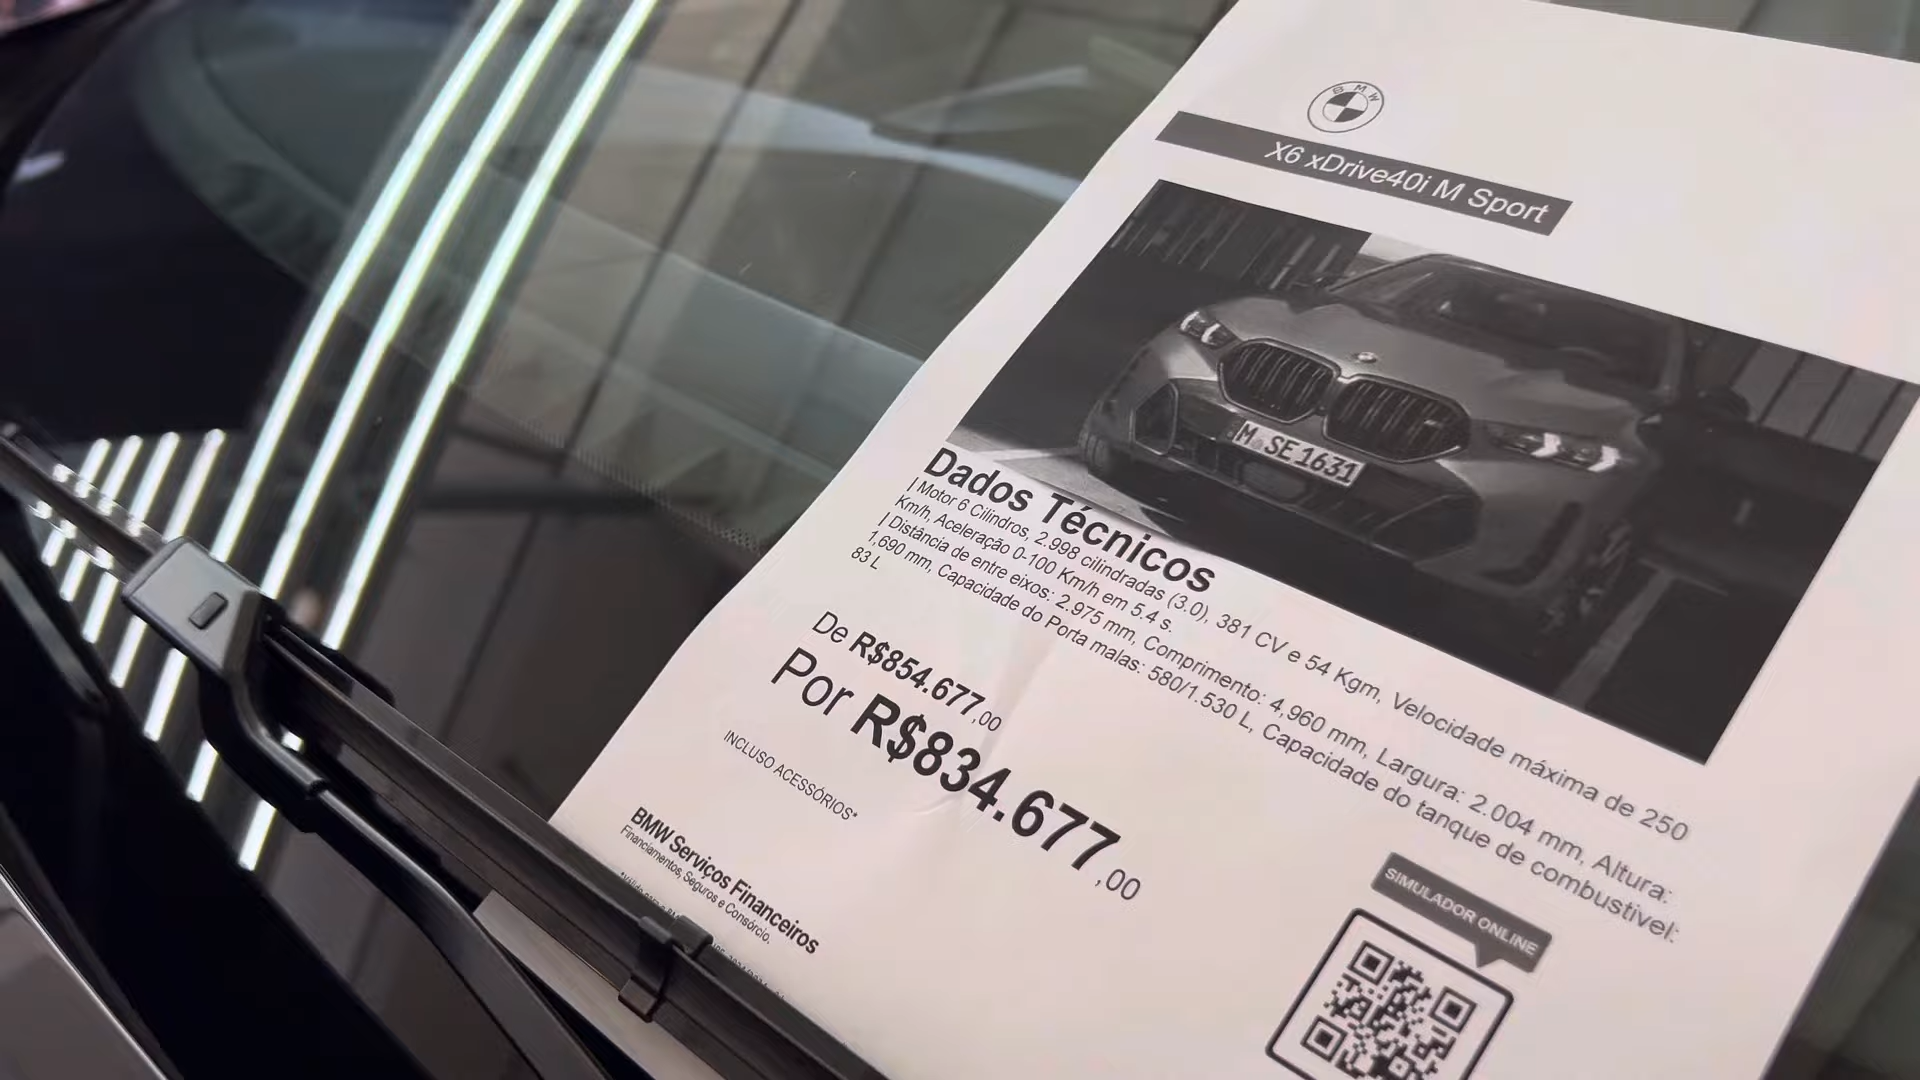 BMW
X6 xDrive40i M Sport
M SE 1631
Dados Técnicos
| Motor 6 Cilindros, 2.998 cilindradas (3.0), 381 CV e 54 Kgm, Velocidade máxima de 250
Km/h, Aceleração 0-100 Km/h em 5.4 s.
| Distância de entre eixos: 2.975 mm, Comprimento: 4,960 mm, Largura: 2.004 mm, Altura:
1,690 mm, Capacidade do Porta malas: 580/1.530 L, Capacidade do tanque de combustível:
83 L
De R$854.677,00
Por R$834.677,00
INCLUSO ACESSÓRIOS*
SIMULADOR ONLINE
BMW Serviços Financeiros
Financiamentos, Seguros e Consórcio.